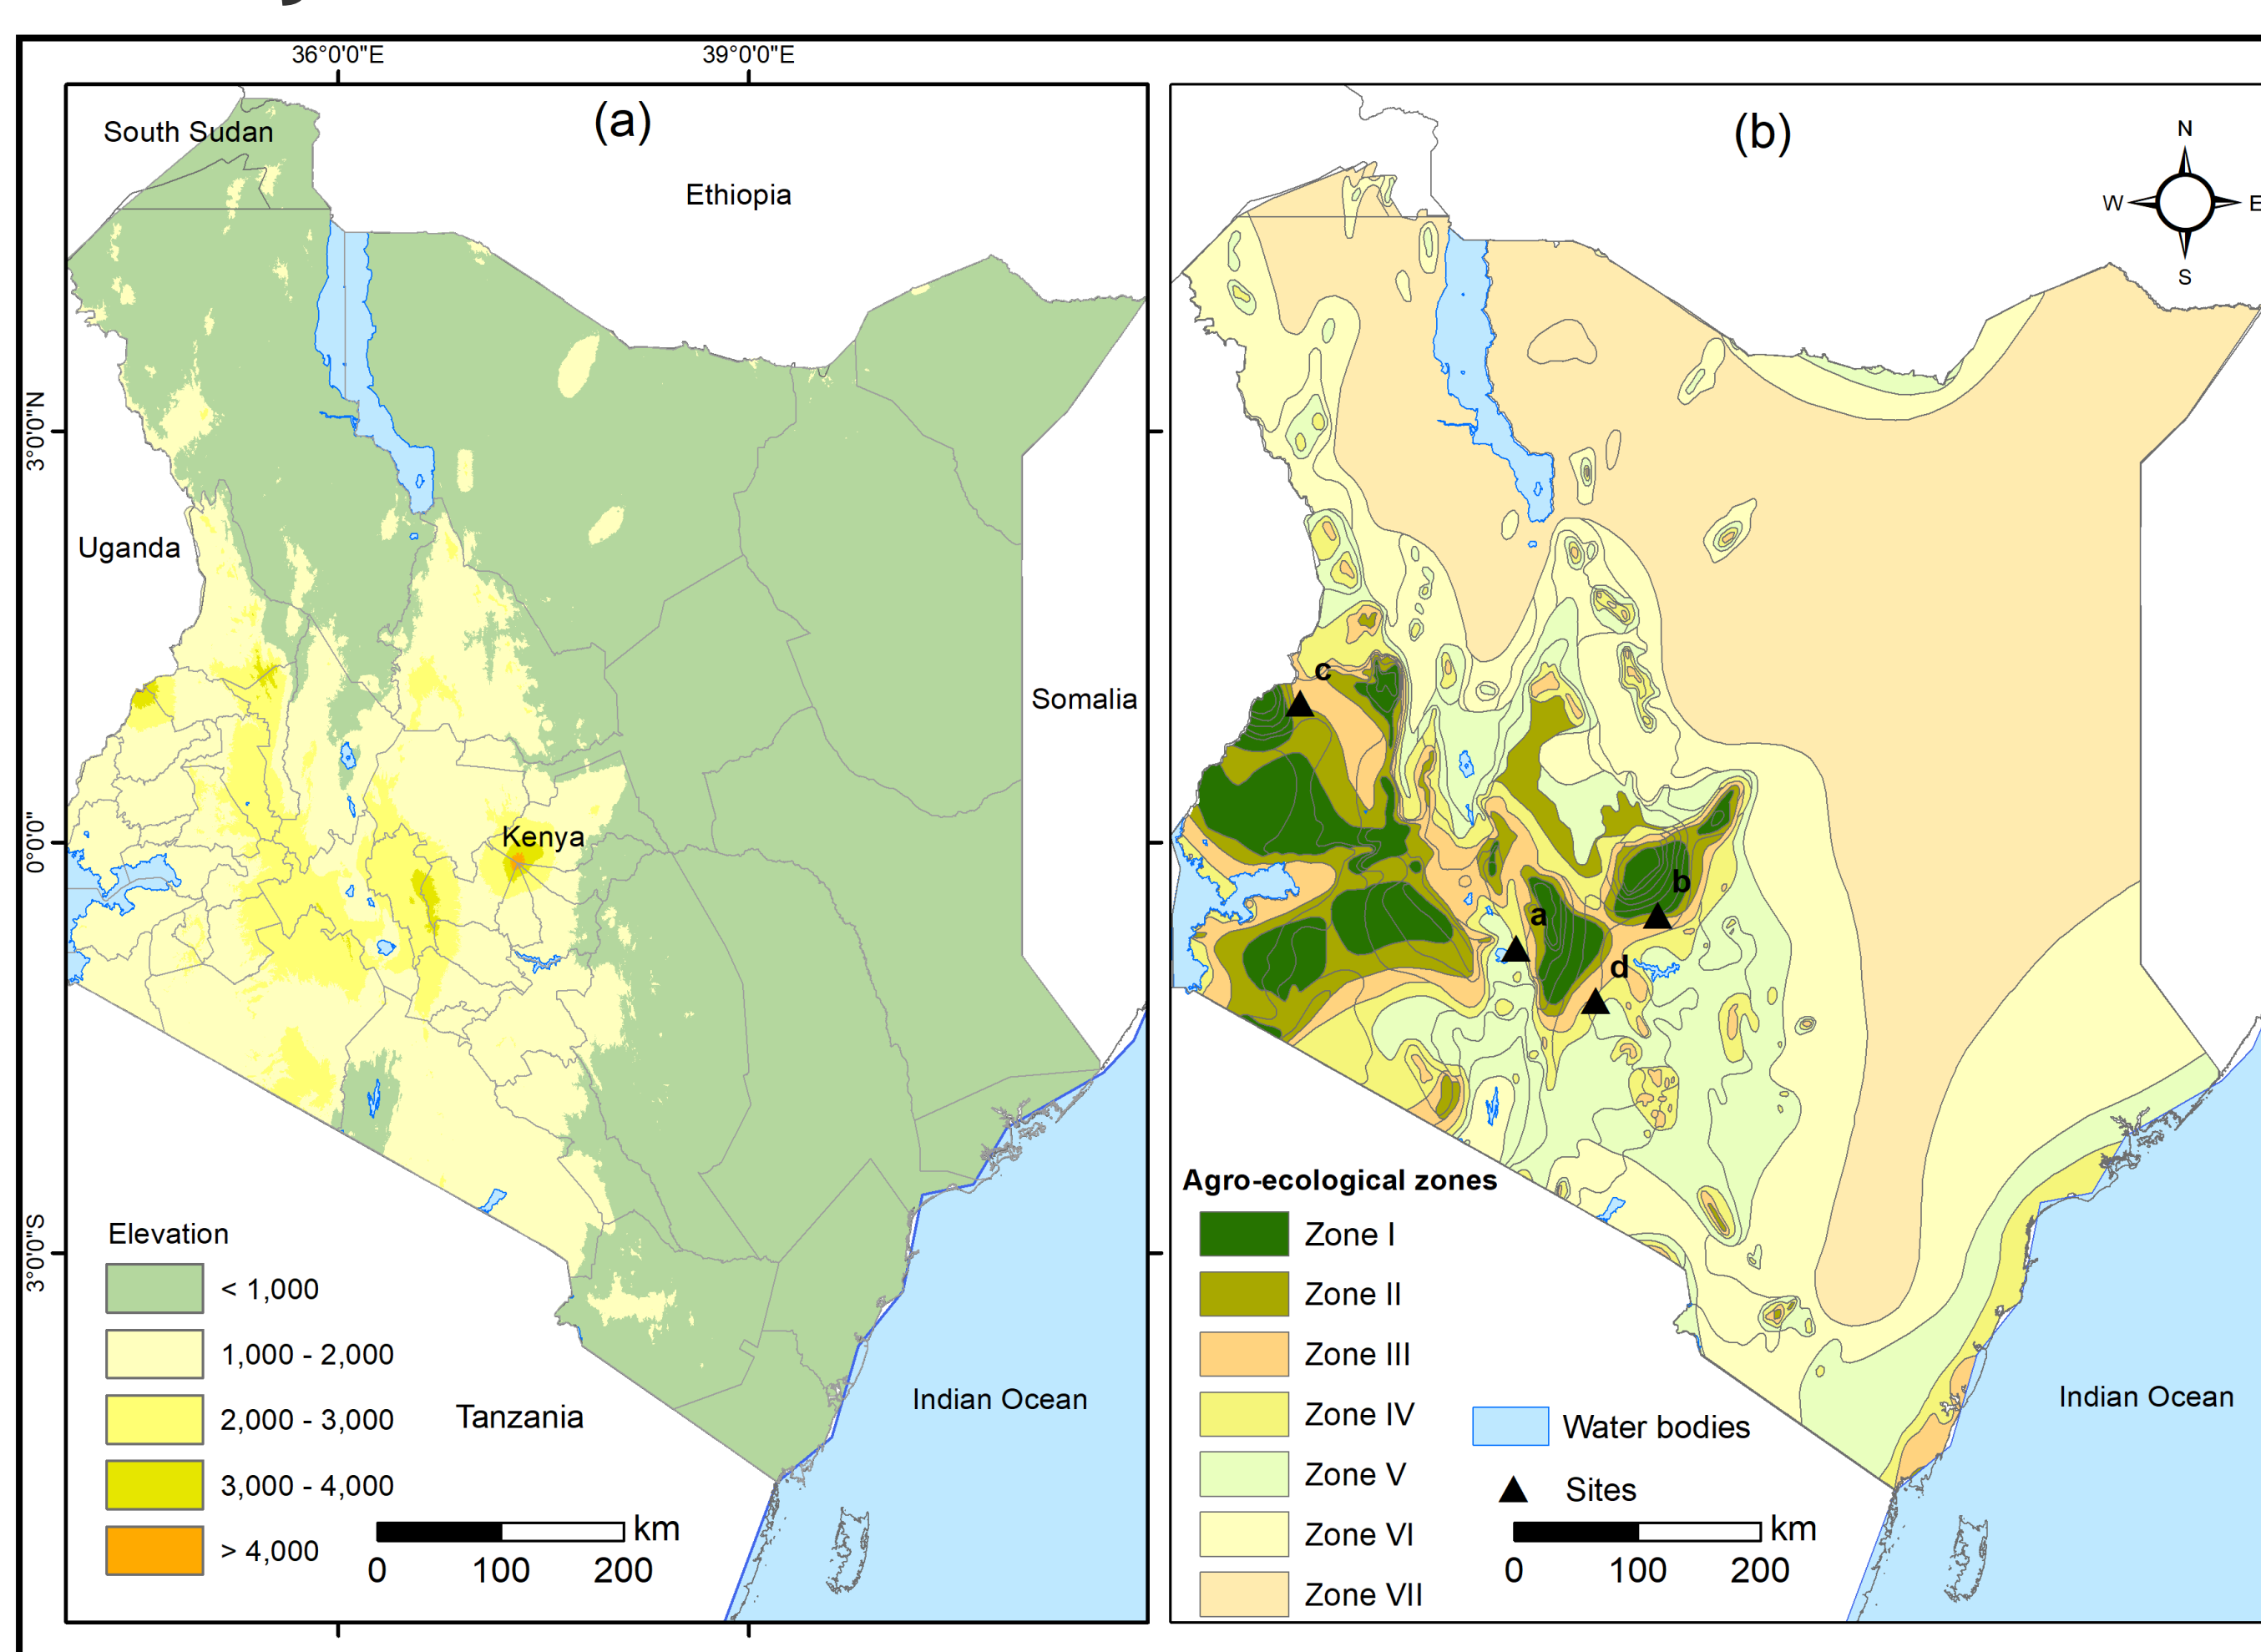 36°0'0"E
39°0'0"E
(a)
South Sudan
Ethiopia
3°0'0"N
Uganda
Somalia
Kenya
0°0'0"
3°0'0"S
Elevation
< 1,000
1,000 - 2,000
2,000 - 3,000
3,000 - 4,000
> 4,000
Tanzania
Indian Ocean
km
0 100 200
(b)
N
W E
S
c
b
a
d
Agro-ecological zones
Zone I
Zone II
Zone III
Zone IV
Zone V
Zone VI
Zone VII
Water bodies
Sites
Indian Ocean
km
0 100 200